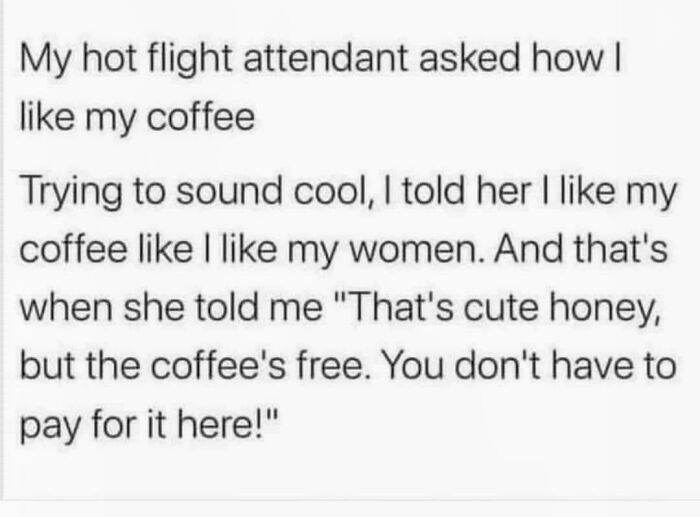 My hot flight attendant asked how I
like my coffee
Trying to sound cool, I told her I like my
coffee like I like my women. And that's
when she told me "That's cute honey,
but the coffee's free. You don't have to
pay for it here!"